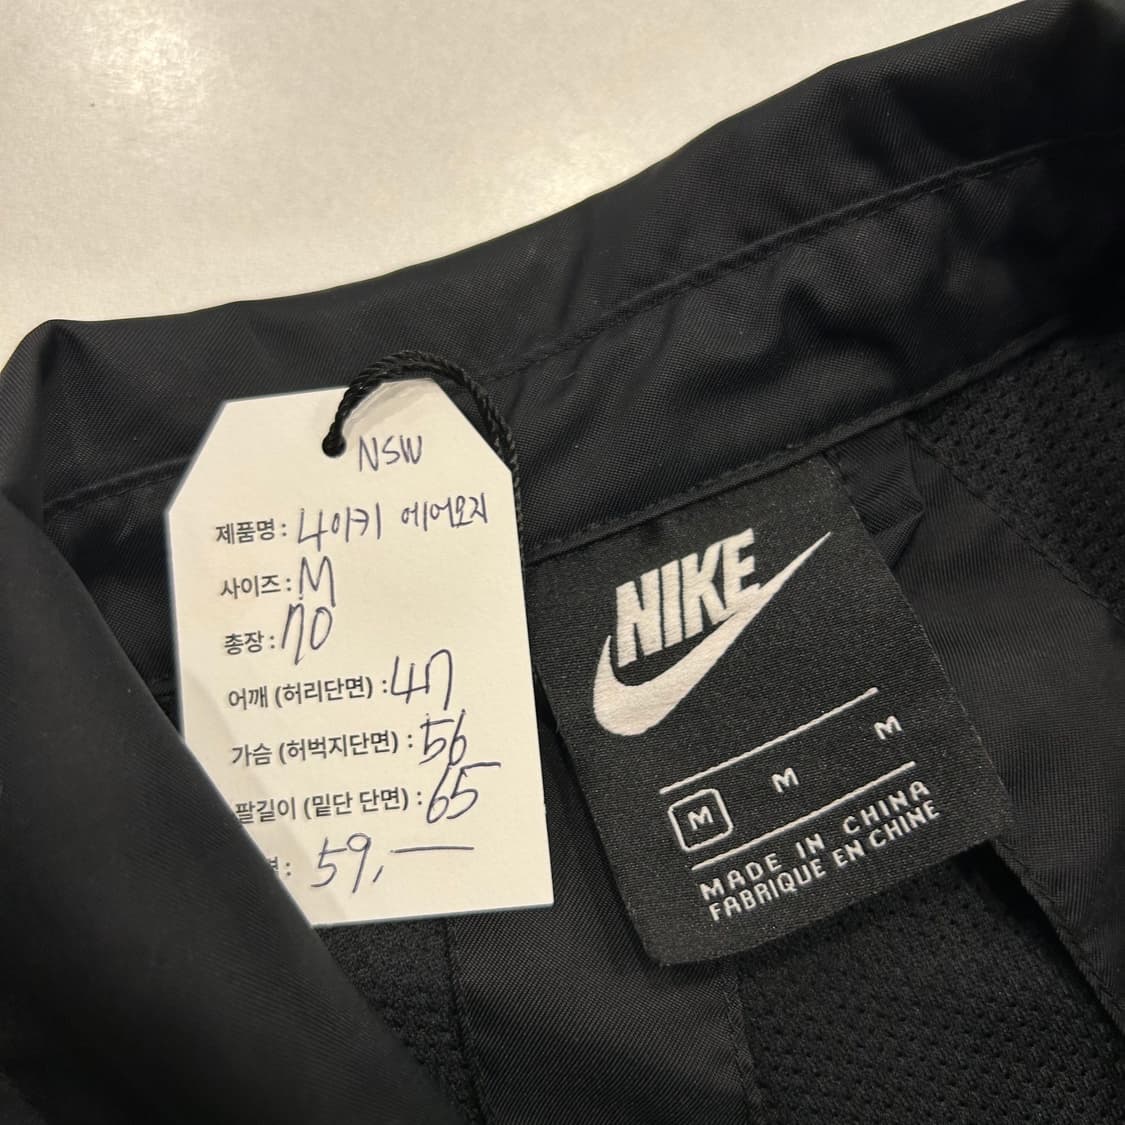 NSW
제품명: 나이키 에어모지
사이즈: M
총장: 70
어깨 (허리단면) : 47
가슴 (허벅지단면) : 56
팔길이 (밑단 단면) : 65
59,—
NIKE
M M M
MADE IN CHINA
FABRIQUE EN CHINE